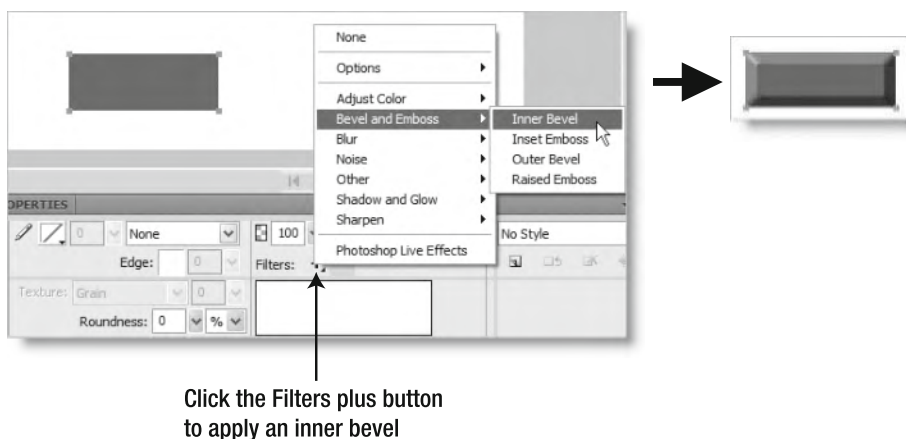 None
Options
Adjust Color
Bevel and Emboss
Inner Bevel
Blur
Inset Emboss
Noise
Outer Bevel
Other
Raised Emboss
Shadow and Glow
Sharpen
Photoshop Live Effects
PROPERTIES
0 None 100 No Style
Edge: 0 Filters:
Texture: Grain 0
Roundness: 0 %
Click the Filters plus button
to apply an inner bevel